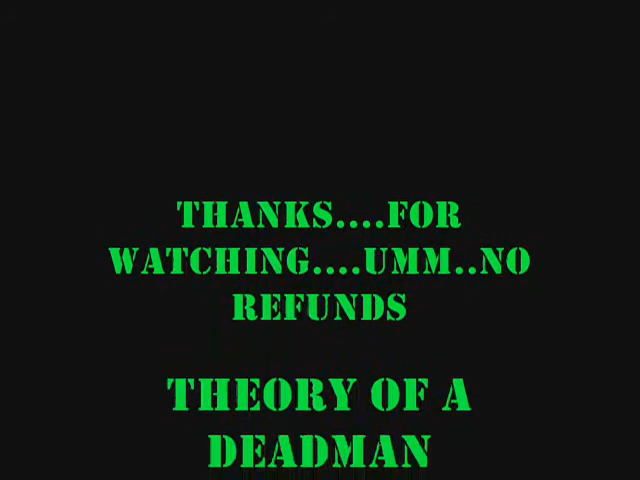 THANKS....FOR
WATCHING....UMM..NO
REFUNDS
THEORY OF A
DEADMAN